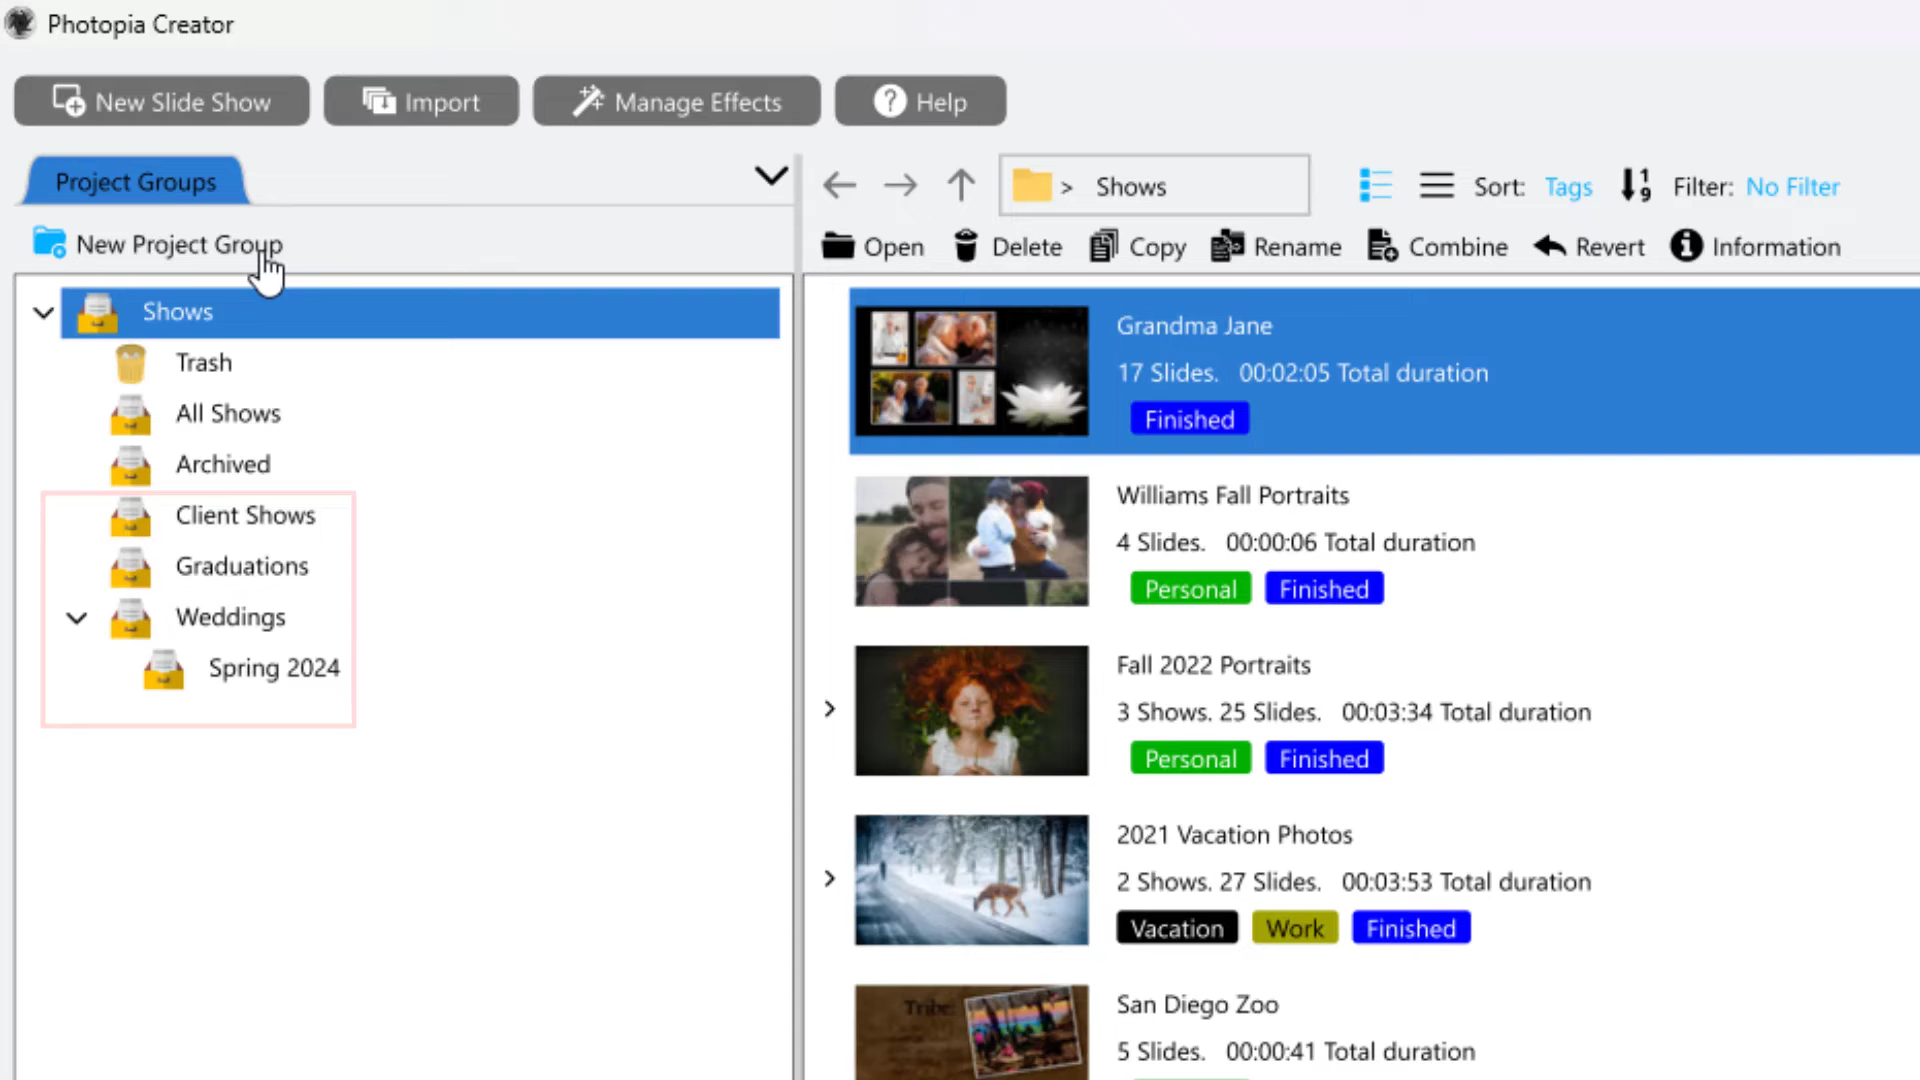 Photopia Creator
New Slide Show
Import
Manage Effects
Help
Project Groups
New Project Group
Shows
Trash
All Shows
Archived
Client Shows
Graduations
Weddings
Spring 2024
> Shows
Sort: Tags
Filter: No Filter
Open
Delete
Copy
Rename
Combine
Revert
Information
Grandma Jane
17 Slides. 00:02:05 Total duration
Finished
Williams Fall Portraits
4 Slides. 00:00:06 Total duration
Personal Finished
Fall 2022 Portraits
3 Shows. 25 Slides. 00:03:34 Total duration
Personal Finished
2021 Vacation Photos
2 Shows. 27 Slides. 00:03:53 Total duration
Vacation Work Finished
Tribe
San Diego Zoo
5 Slides. 00:00:41 Total duration